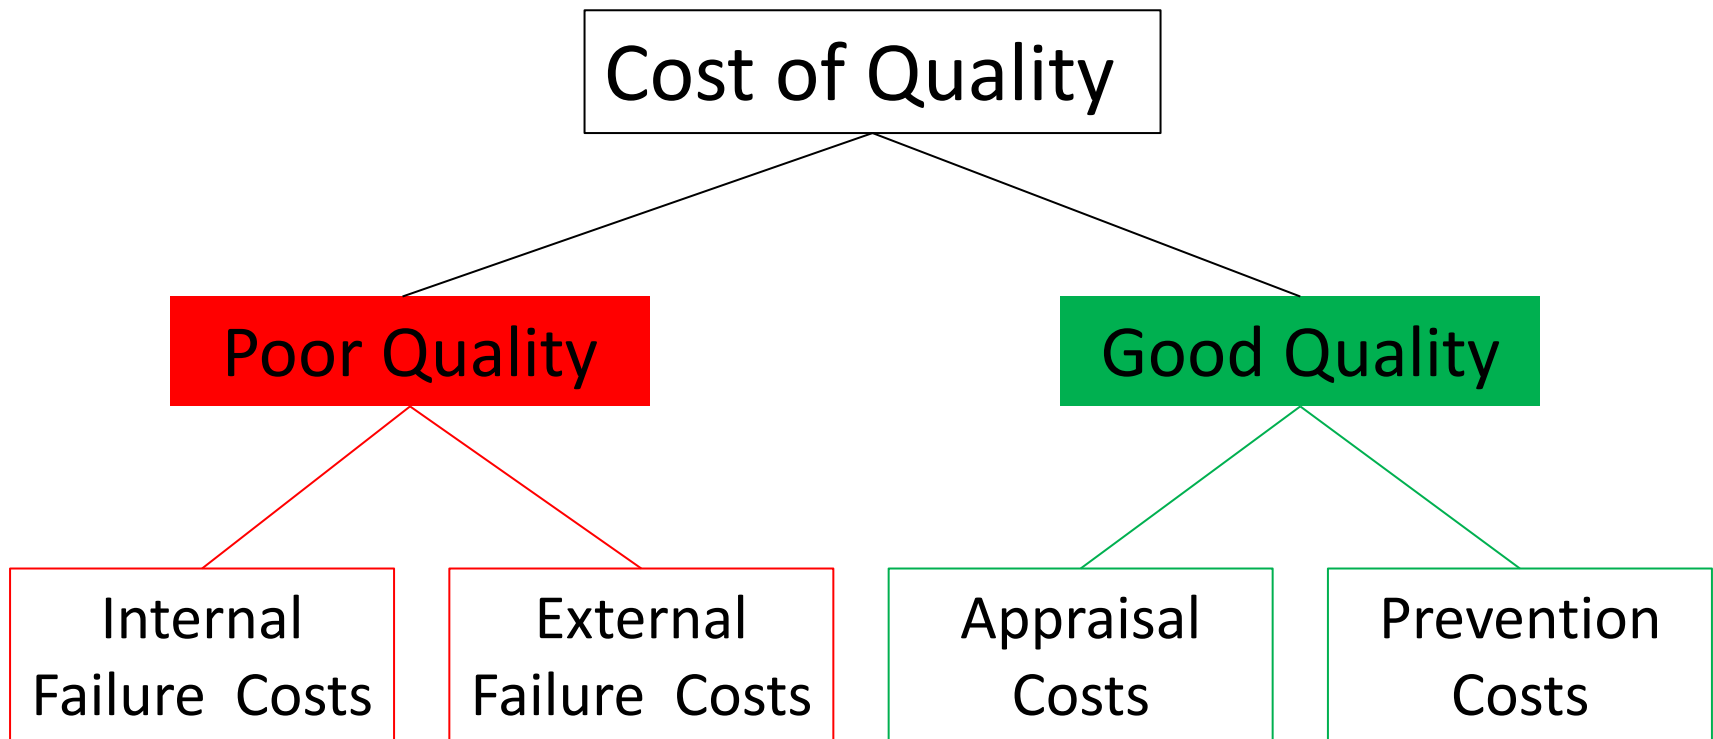 Cost of Quality
Poor Quality
Good Quality
Internal
Failure Costs
External
Failure Costs
Appraisal
Costs
Prevention
Costs